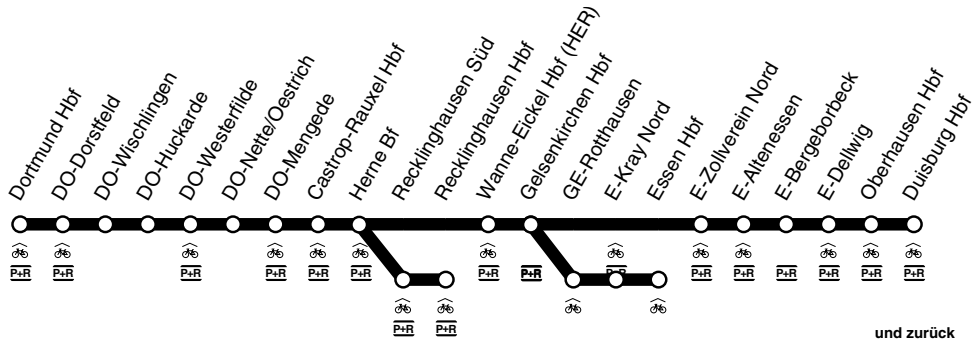 Dortmund Hbf
DO-Dorstfeld
DO-Wischlingen
DO-Huckarde
DO-Westerfilde
DO-Nette/Oestrich
DO-Mengede
Castrop-Rauxel Hbf
Herne Bf
Recklinghausen Süd
Recklinghausen Hbf
Wanne-Eickel Hbf (HER)
Gelsenkirchen Hbf
GE-Rotthausen
E-Kray Nord
Essen Hbf
E-Zollverein Nord
E-Altenessen
E-Bergeborbeck
E-Dellwig
Oberhausen Hbf
Duisburg Hbf
P+R P+R P+R P+R P+R P+R P+R P+R P+R P+R P+R P+R P+R P+R P+R
P+R P+R
und zurück